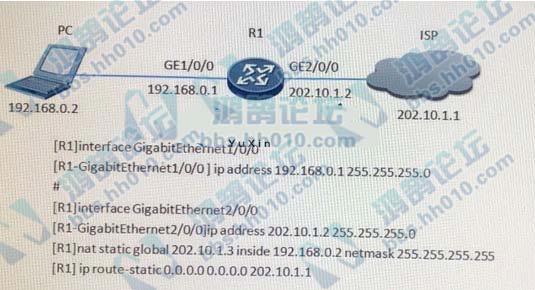 PC
R1
ISP
GE1/0/0
GE2/0/0
192.168.0.1
202.10.1.2
192.168.0.2
202.10.1.1
鸿鹄论坛
bbs.hh010.com
YuXin
[R1]interface GigabitEthernet1/0/0
[R1-GigabitEthernet1/0/0 ] ip address 192.168.0.1 255.255.255.0
#
[R1]interface GigabitEthernet2/0/0
[R1-GigabitEthernet2/0/0]ip address 202.10.1.2 255.255.255.0
[R1]nat static global 202.10.1.3 inside 192.168.0.2 netmask 255.255.255.255
[R1] ip route-static 0.0.0.0 0.0.0.0 202.10.1.1